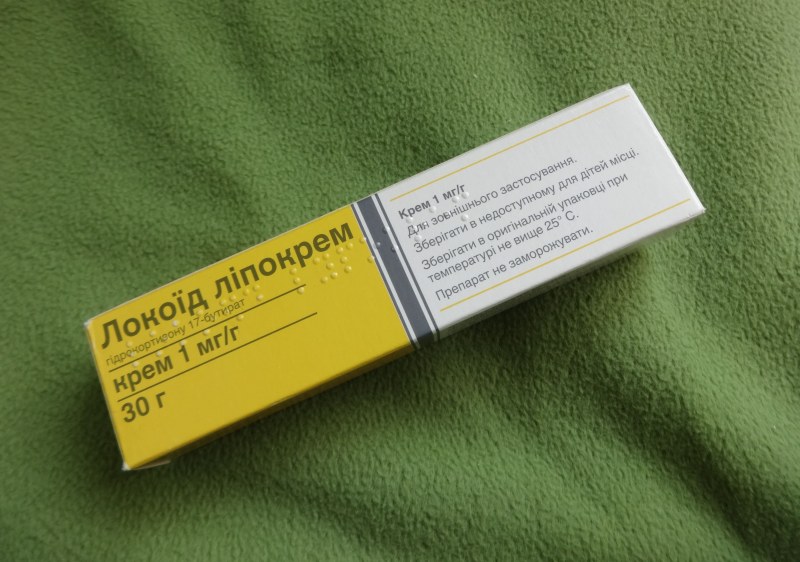 Локоїд ліпокрем
гідрокортизону 17-бутират
крем 1 мг/г
30 г
Крем 1 мг/г
Для зовнішнього застосування.
Зберігати в недоступному для дітей місці.
Зберігати в оригінальній упаковці при
температурі не вище 25° С.
Препарат не заморожувати.